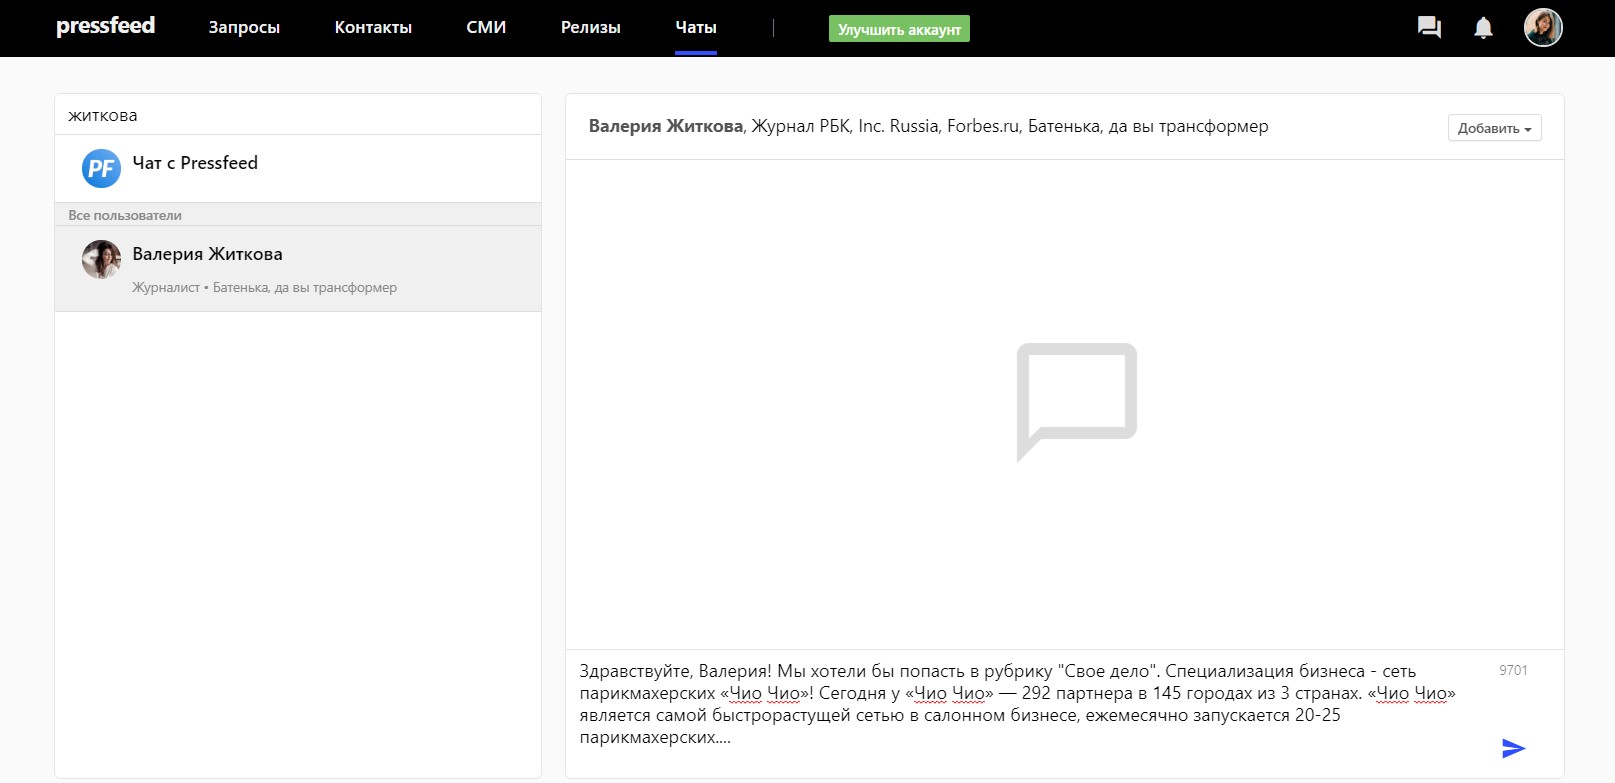 pressfeed Запросы Контакты СМИ Релизы Чаты Улучшить аккаунт
житкова
PF Чат с Pressfeed
Все пользователи
Валерия Житкова
Журналист • Батенька, да вы трансформер
Валерия Житкова, Журнал РБК, Inc. Russia, Forbes.ru, Батенька, да вы трансформер
Добавить
Здравствуйте, Валерия! Мы хотели бы попасть в рубрику "Свое дело". Специализация бизнеса - сеть
парикмахерских «Чио Чио»! Сегодня у «Чио Чио» — 292 партнера в 145 городах из 3 странах. «Чио Чио»
является самой быстрорастущей сетью в салонном бизнесе, ежемесячно запускается 20-25
парикмахерских....
9701